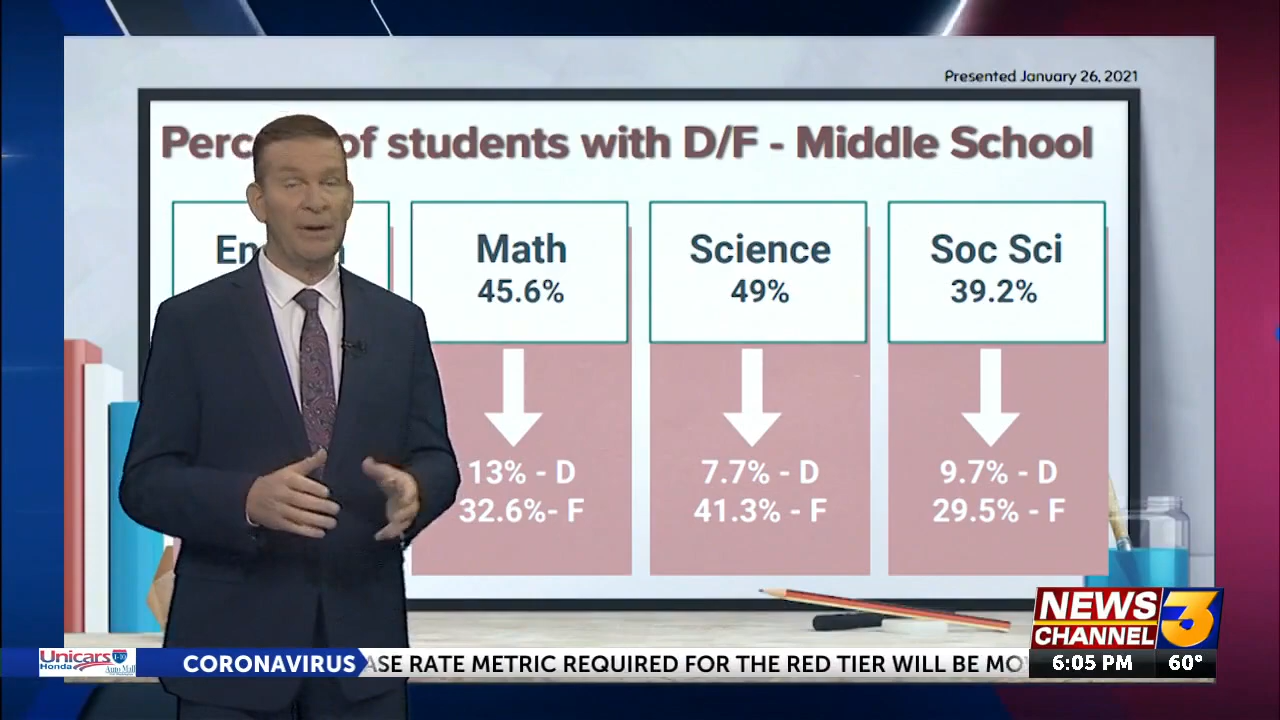 Presented January 26, 2021
of students with D/F - Middle School
Math
45.6%
Science
49%
Soc Sci
39.2%
13% - D
32.6%- F
7.7% - D
41.3% - F
9.7% - D
29.5% - F
NEWS
CHANNEL 3
Unicars
Honda
Auto Mall
CORONAVIRUS
ASE RATE METRIC REQUIRED FOR THE RED TIER WILL BE MO
6:05 PM 60°